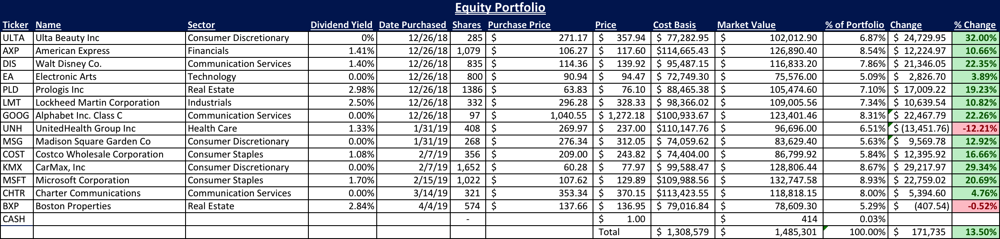 Equity Portfolio
Ticker Name Sector Dividend Yield Date Purchased Shares Purchase Price Price Cost Basis Market Value % of Portfolio Change % Change
ULTA Ulta Beauty Inc Consumer Discretionary 0% 12/26/18 285 $ 271.17 $ 357.94 $ 77,282.95 $ 102,012.90 6.87% $ 24,729.95 32.00%
AXP American Express Financials 1.41% 12/26/18 1,079 $ 106.27 $ 117.60 $114,665.43 $ 126,890.40 8.54% $ 12,224.97 10.66%
DIS Walt Disney Co. Communication Services 1.40% 12/26/18 835 $ 114.36 $ 139.92 $ 95,487.15 $ 116,833.20 7.86% $ 21,346.05 22.35%
EA Electronic Arts Technology 0.00% 12/26/18 800 $ 90.94 $ 94.47 $ 72,749.30 $ 75,576.00 5.09% $ 2,826.70 3.89%
PLD Prologis Inc Real Estate 2.98% 12/26/18 1386 $ 63.83 $ 76.10 $ 88,465.38 $ 105,474.60 7.10% $ 17,009.22 19.23%
LMT Lockheed Martin Corporation Industrials 2.50% 12/26/18 332 $ 296.28 $ 328.33 $ 98,366.02 $ 109,005.56 7.34% $ 10,639.54 10.82%
GOOG Alphabet Inc. Class C Communication Services 0.00% 12/26/18 97 $ 1,040.55 $ 1,272.18 $100,933.67 $ 123,401.46 8.31% $ 22,467.79 22.26%
UNH UnitedHealth Group Inc Health Care 1.33% 1/31/19 408 $ 269.97 $ 237.00 $110,147.76 $ 96,696.00 6.51% $ (13,451.76) -12.21%
MSG Madison Square Garden Co Consumer Discretionary 0.00% 1/31/19 268 $ 276.34 $ 312.05 $ 74,059.62 $ 83,629.40 5.63% $ 9,569.78 12.92%
COST Costco Wholesale Corporation Consumer Staples 1.08% 2/7/19 356 $ 209.00 $ 243.82 $ 74,404.00 $ 86,799.92 5.84% $ 12,395.92 16.66%
KMX CarMax, Inc Consumer Discretionary 0.00% 2/7/19 1,652 $ 60.28 $ 77.97 $ 99,588.47 $ 128,806.44 8.67% $ 29,217.97 29.34%
MSFT Microsoft Corporation Consumer Staples 1.70% 2/15/19 1,022 $ 107.62 $ 129.89 $109,988.56 $ 132,747.58 8.93% $ 22,759.02 20.69%
CHTR Charter Communications Communication Services 0.00% 3/14/19 321 $ 353.34 $ 370.15 $113,423.55 $ 118,818.15 8.00% $ 5,394.60 4.76%
BXP Boston Properties Real Estate 2.84% 4/4/19 574 $ 137.66 $ 136.95 $ 79,016.84 $ 78,609.30 5.29% $ (407.54) -0.52%
CASH - $ 1.00 $ 414 0.03%
Total $ 1,308,579 $ 1,485,301 100.00% $ 171,735 13.50%